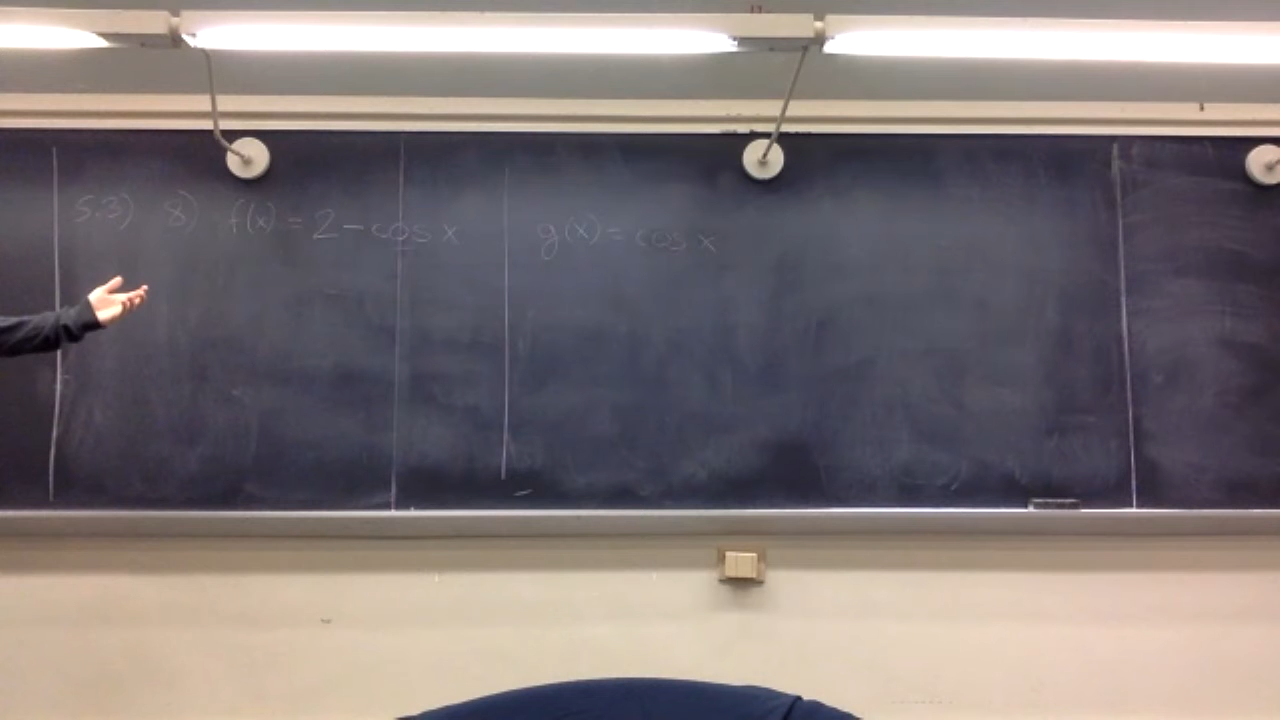 5.3) 8) f(x) = 2 - cos x
g(x) = cos x